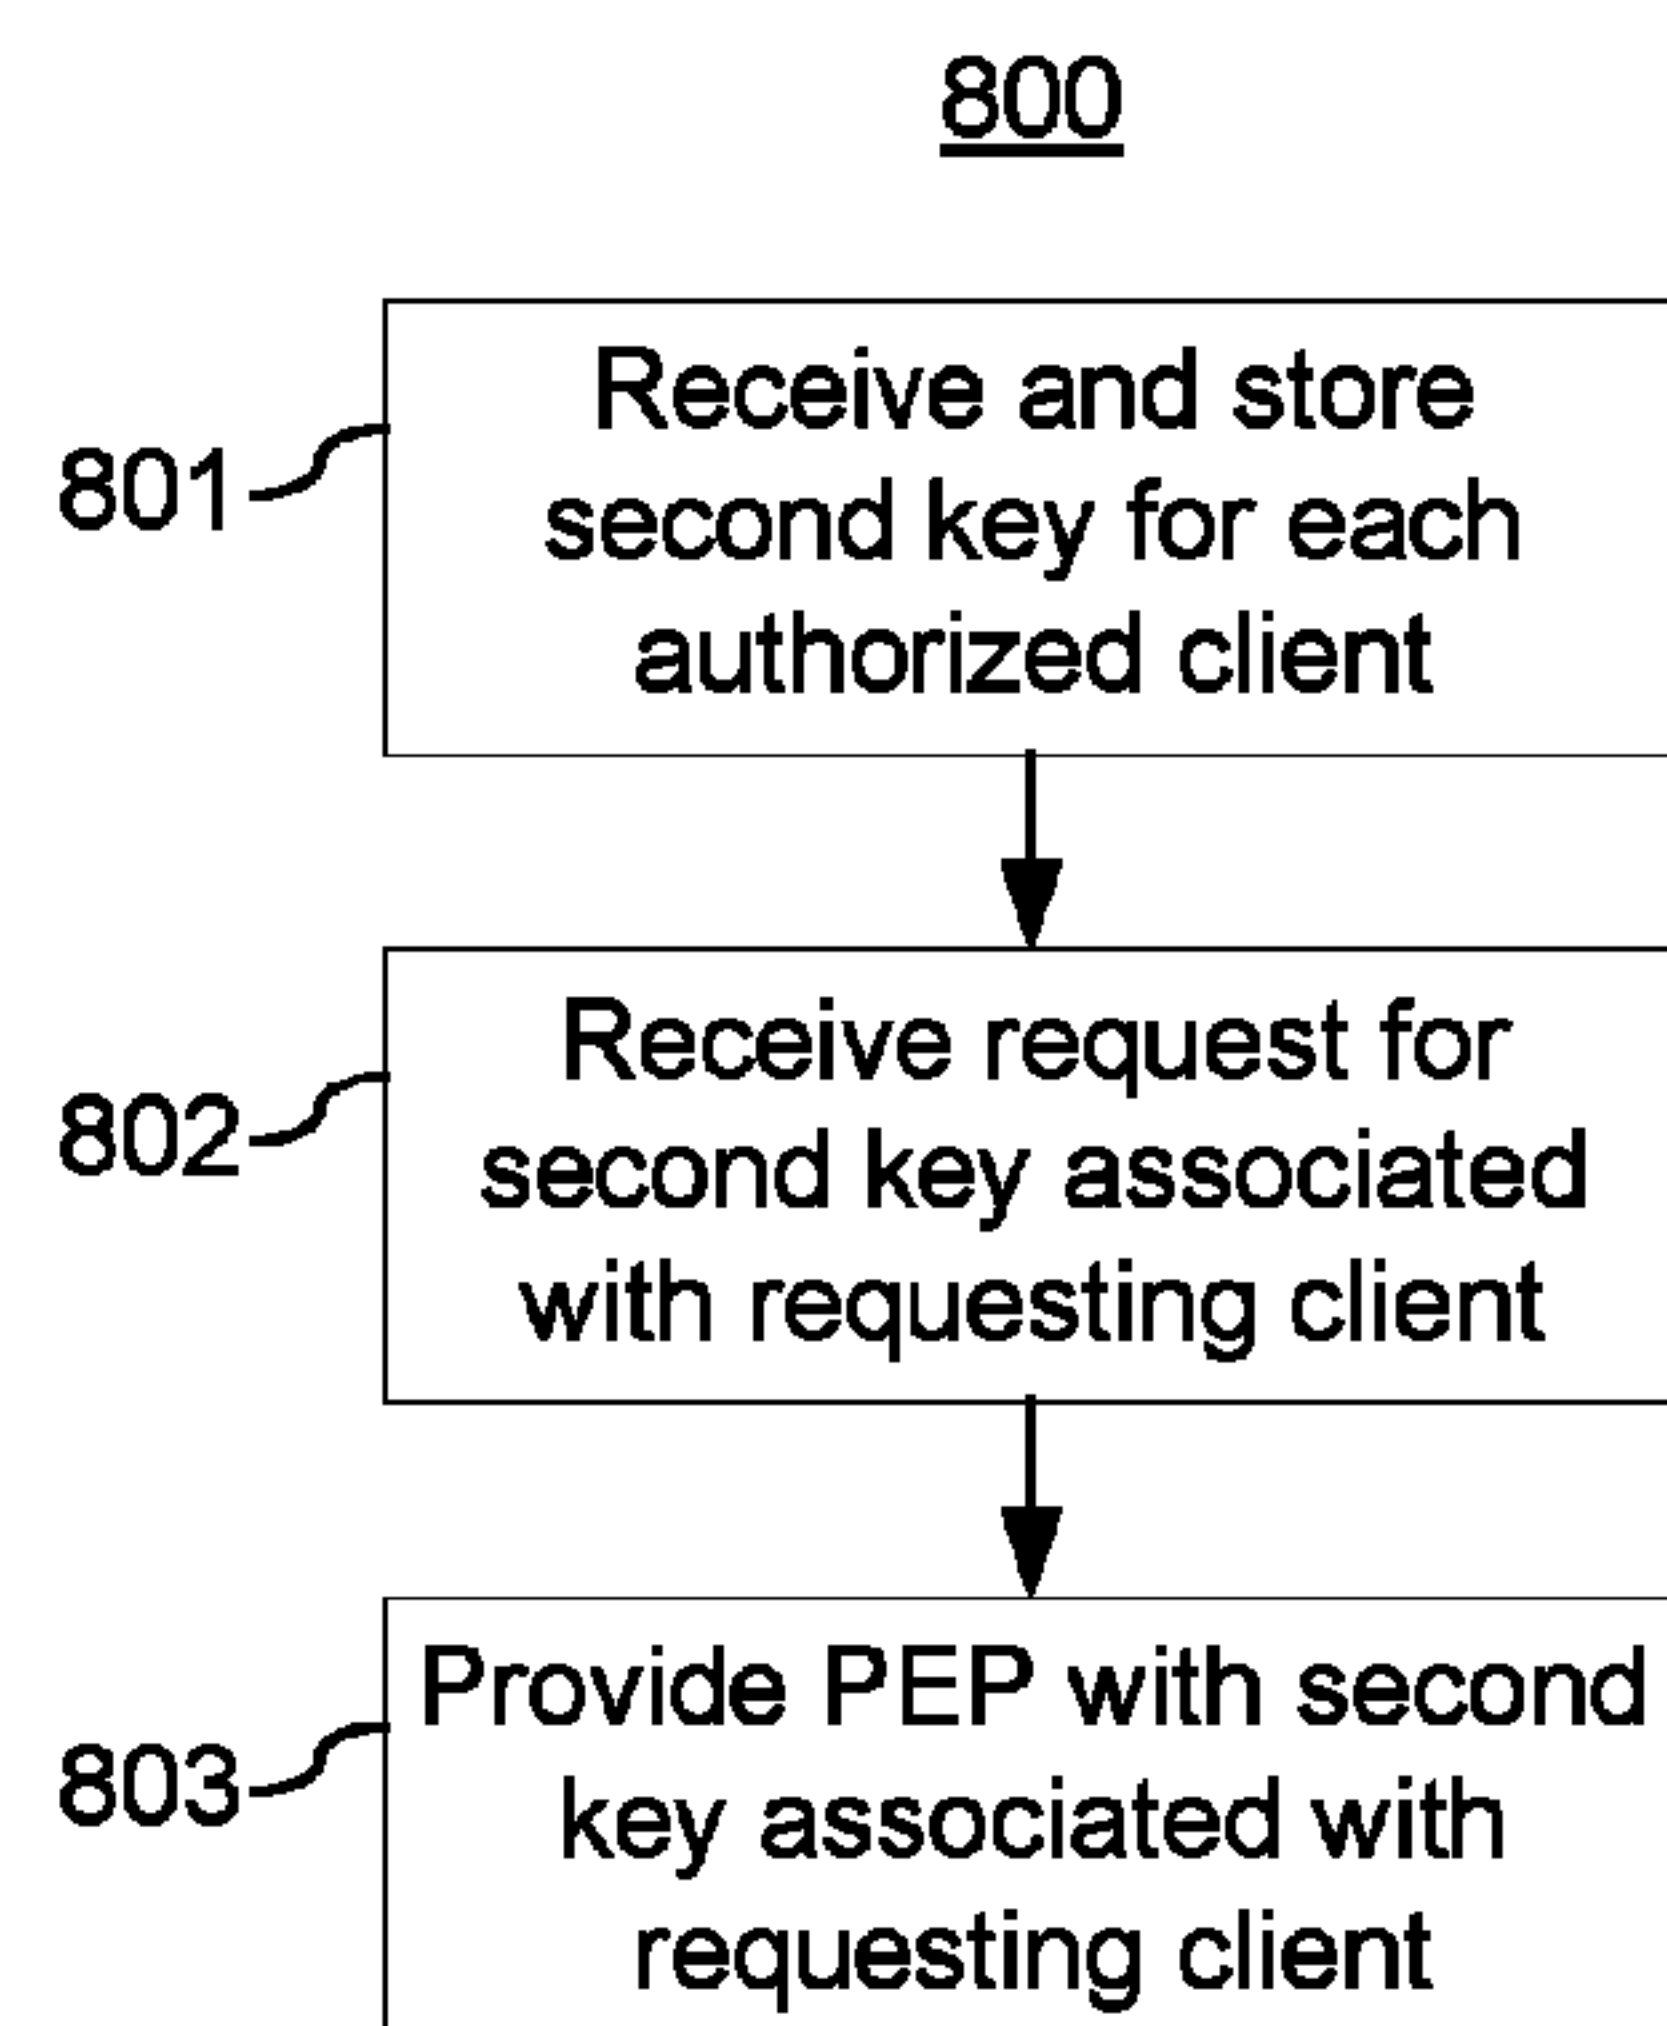 800
801
Receive and store
second key for each
authorized client
802
Receive request for
second key associated
with requesting client
803
Provide PEP with second
key associated with
requesting client